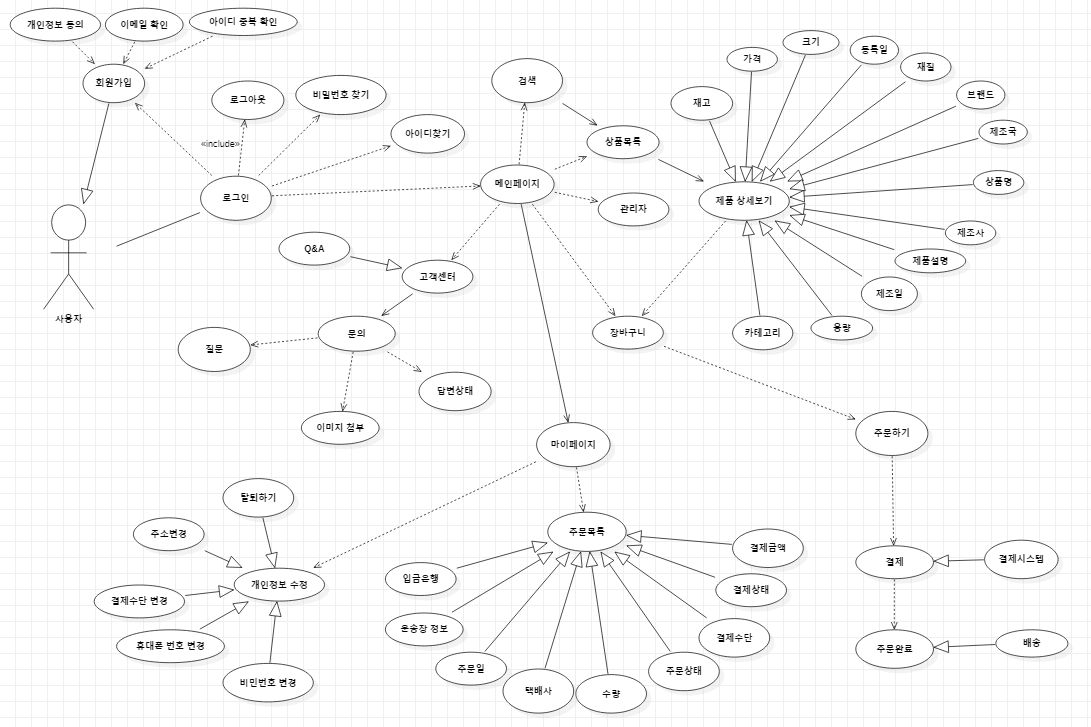 개인정보 동의
이메일 확인
아이디 중복 확인
회원가입
로그아웃
비밀번호 찾기
«include»
아이디찾기
로그인
사용자
검색
상품목록
메인페이지
관리자
Q&A
고객센터
문의
질문
답변상태
이미지 첨부
재고
가격
크기
등록일
재질
브랜드
제조국
상품명
제조사
제품설명
제조일
용량
카테고리
제품 상세보기
장바구니
주문하기
마이페이지
탈퇴하기
주소변경
개인정보 수정
결제수단 변경
휴대폰 번호 변경
비민번호 변경
주문목록
입금은행
운송장 정보
주문일
택배사
수량
주문상태
결제수단
결제상태
결제금액
결제
결제시스템
주문완료
배송